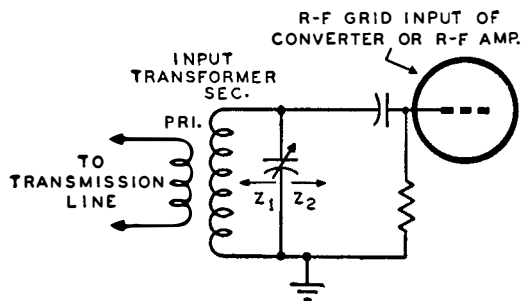 R-F GRID INPUT OF
CONVERTER OR R-F AMP.
INPUT
TRANSFORMER
SEC.
PRI.
TO
TRANSMISSION
LINE
Z1 Z2